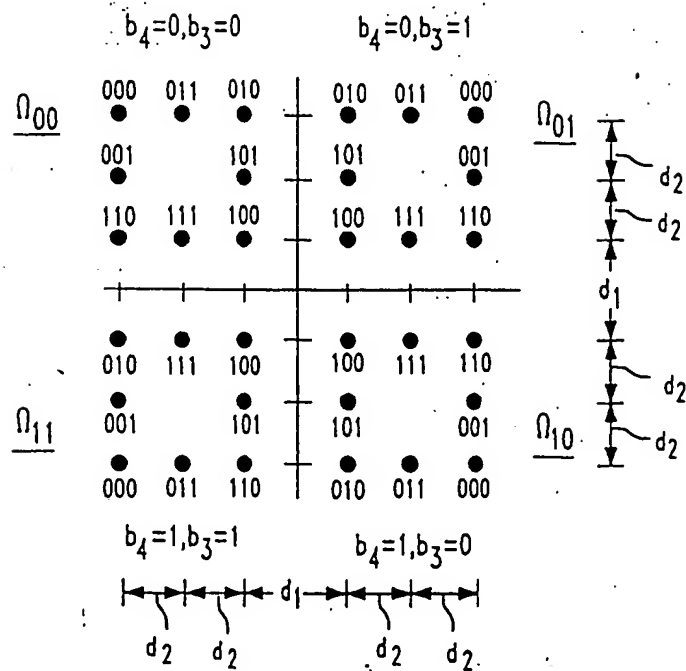 b4=0,b3=0 b4=0,b3=1
000 011 010 010 011 000
Ω00 Ω01
001 101 101 001
d2
110 111 100 100 111 110
d2
d1
010 111 100 100 111 110
d2
001 101 101 001
Ω11 Ω10
d2
000 011 110 010 011 000
b4=1,b3=1 b4=1,b3=0
d1
d2 d2 d2 d2